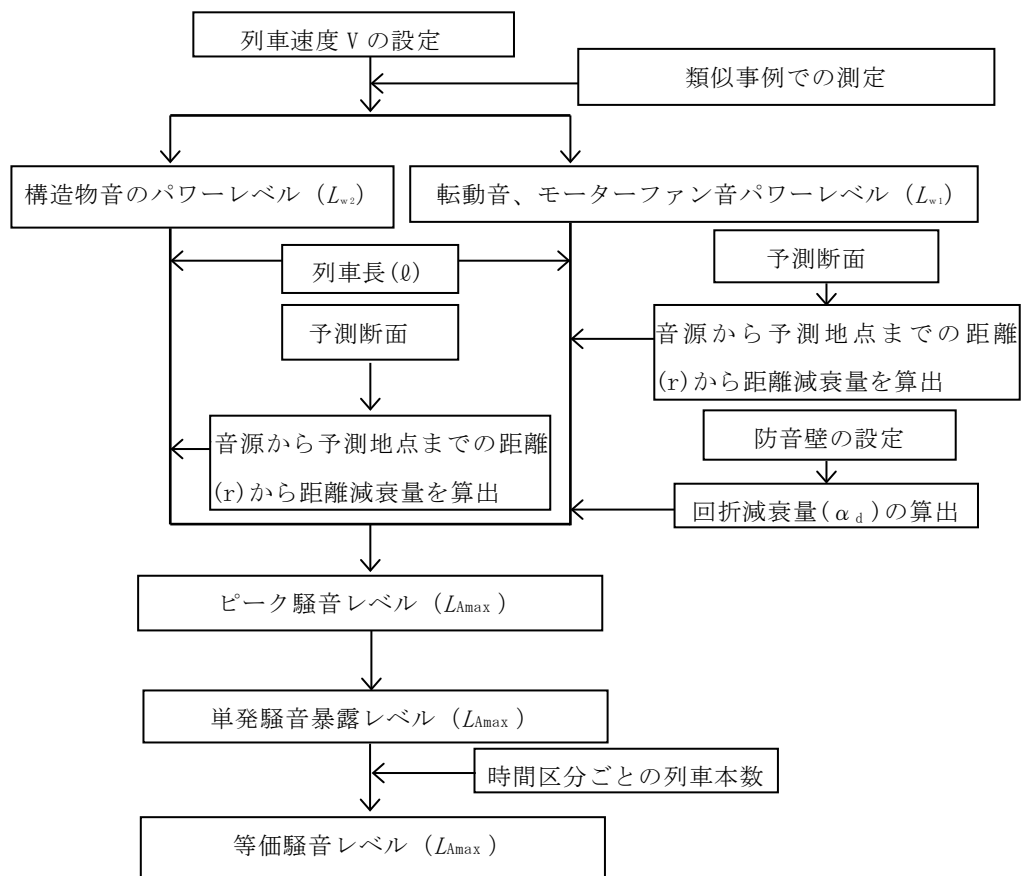 列車速度 V の設定
類似事例での測定
構造物音のパワーレベル（Lw2）
転動音、モーターファン音パワーレベル（Lw1）
列車長(ℓ)
予測断面
予測断面
音源から予測地点までの距離
(r)から距離減衰量を算出
音源から予測地点までの距離
(r)から距離減衰量を算出
防音壁の設定
回折減衰量(αd)の算出
ピーク騒音レベル（LAmax）
単発騒音暴露レベル（LAmax）
時間区分ごとの列車本数
等価騒音レベル（LAmax）